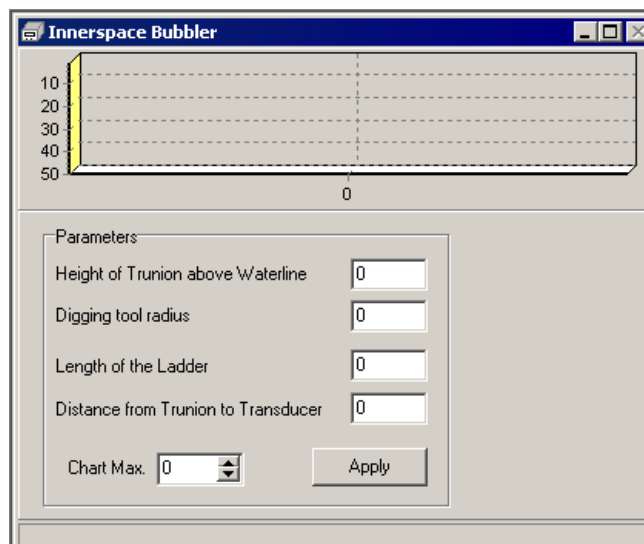 Innerspace Bubbler
10
20
30
40
50
0
Parameters
Height of Trunion above Waterline 0
Digging tool radius 0
Length of the Ladder 0
Distance from Trunion to Transducer 0
Chart Max. 0 Apply